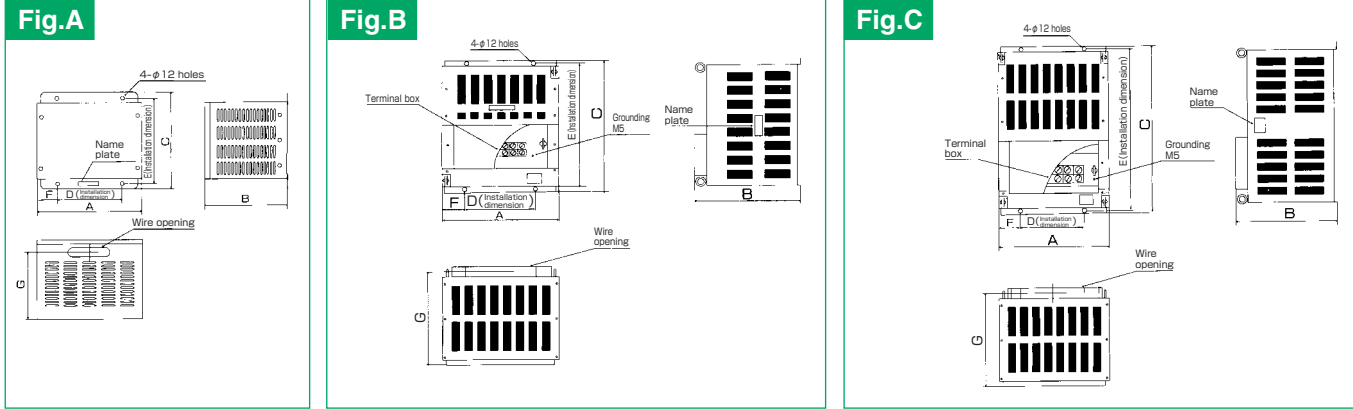 Fig.A
4-φ12 holes
Name
plate
E(Installation dimension)
C
F
D(Installation
dimension)
A
B
Wire opening
G
Fig.B
4-φ12 holes
Terminal box
E(Installation dimension)
C
Grounding
M5
Name
plate
F
D(Installation
dimension)
A
B
Wire
opening
G
Fig.C
4-φ12 holes
Terminal
box
E(Installation dimension)
C
Grounding
M5
Name
plate
F
D(Installation
dimension)
A
B
Wire
opening
G